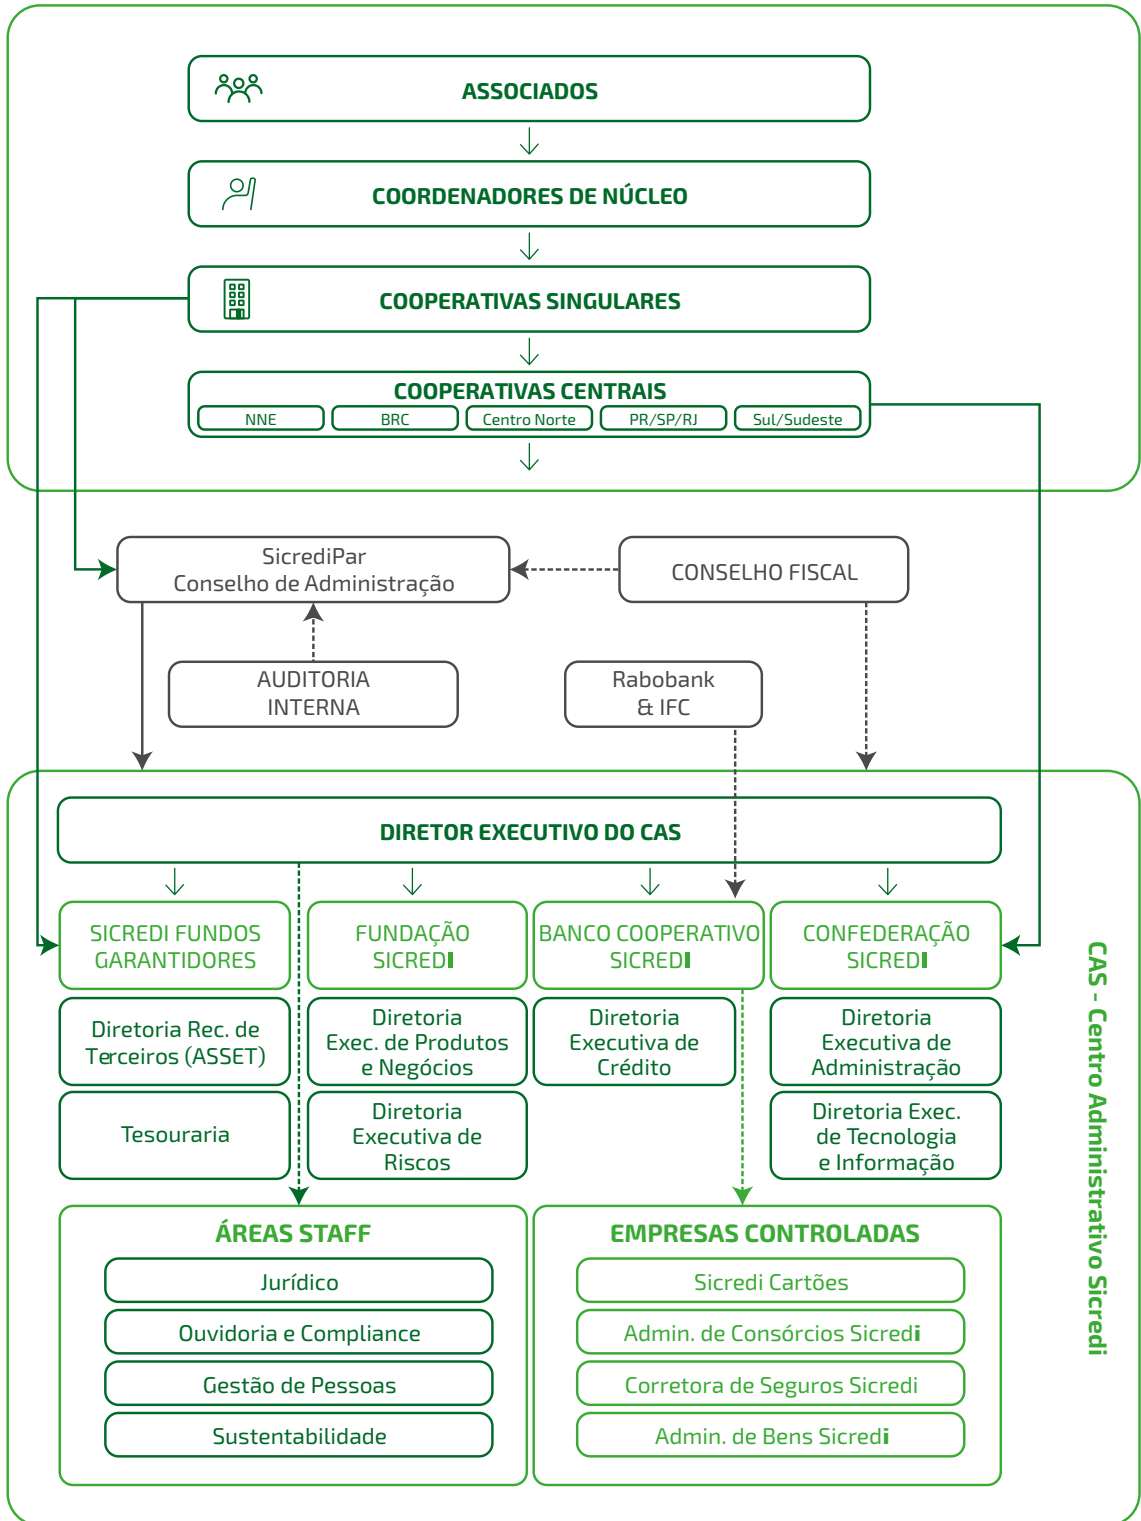 ASSOCIADOS
COORDENADORES DE NÚCLEO
COOPERATIVAS SINGULARES
COOPERATIVAS CENTRAIS
NNE
BRC
Centro Norte
PR/SP/RJ
Sul/Sudeste
SicrediPar
Conselho de Administração
CONSELHO FISCAL
AUDITORIA
INTERNA
Rabobank
& IFC
DIRETOR EXECUTIVO DO CAS
SICREDI FUNDOS
GARANTIDORES
FUNDAÇÃO
SICREDI
BANCO COOPERATIVO
SICREDI
CONFEDERAÇÃO
SICREDI
Diretoria Rec. de
Terceiros (ASSET)
Diretoria
Exec. de Produtos
e Negócios
Diretoria
Executiva de
Crédito
Diretoria
Executiva de
Administração
Tesouraria
Diretoria
Executiva de
Riscos
Diretoria Exec.
de Tecnologia
e Informação
ÁREAS STAFF
Jurídico
Ouvidoria e Compliance
Gestão de Pessoas
Sustentabilidade
EMPRESAS CONTROLADAS
Sicredi Cartões
Admin. de Consórcios Sicredi
Corretora de Seguros Sicredi
Admin. de Bens Sicredi
CAS - Centro Administrativo Sicredi